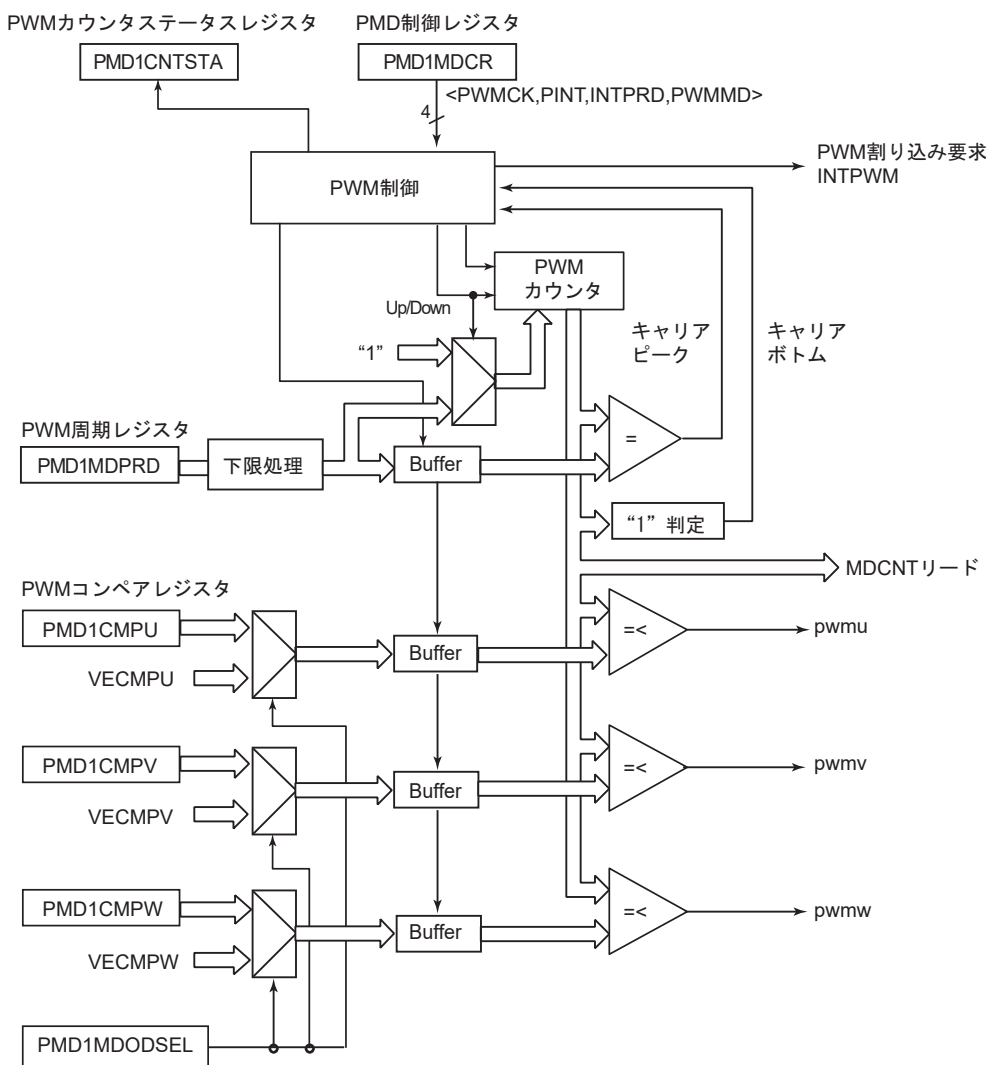 PWMカウンタステータスレジスタ
PMD制御レジスタ
PMD1CNTSTA
PMD1MDCR
<PWMCK,PINT,INTPRD,PWMMD>
4
PWM制御
PWM割り込み要求
INTPWM
PWM
カウンタ
Up/Down
キャリア
ピーク
キャリア
ボトム
“1”
PWM周期レジスタ
PMD1MDPRD
下限処理
Buffer
=
“1” 判定
MDCNTリード
PWMコンペアレジスタ
PMD1CMPU
VECMPU
Buffer
=<
pwmu
PMD1CMPV
VECMPV
Buffer
=<
pwmv
PMD1CMPW
VECMPW
Buffer
=<
pwmw
PMD1MDODSEL